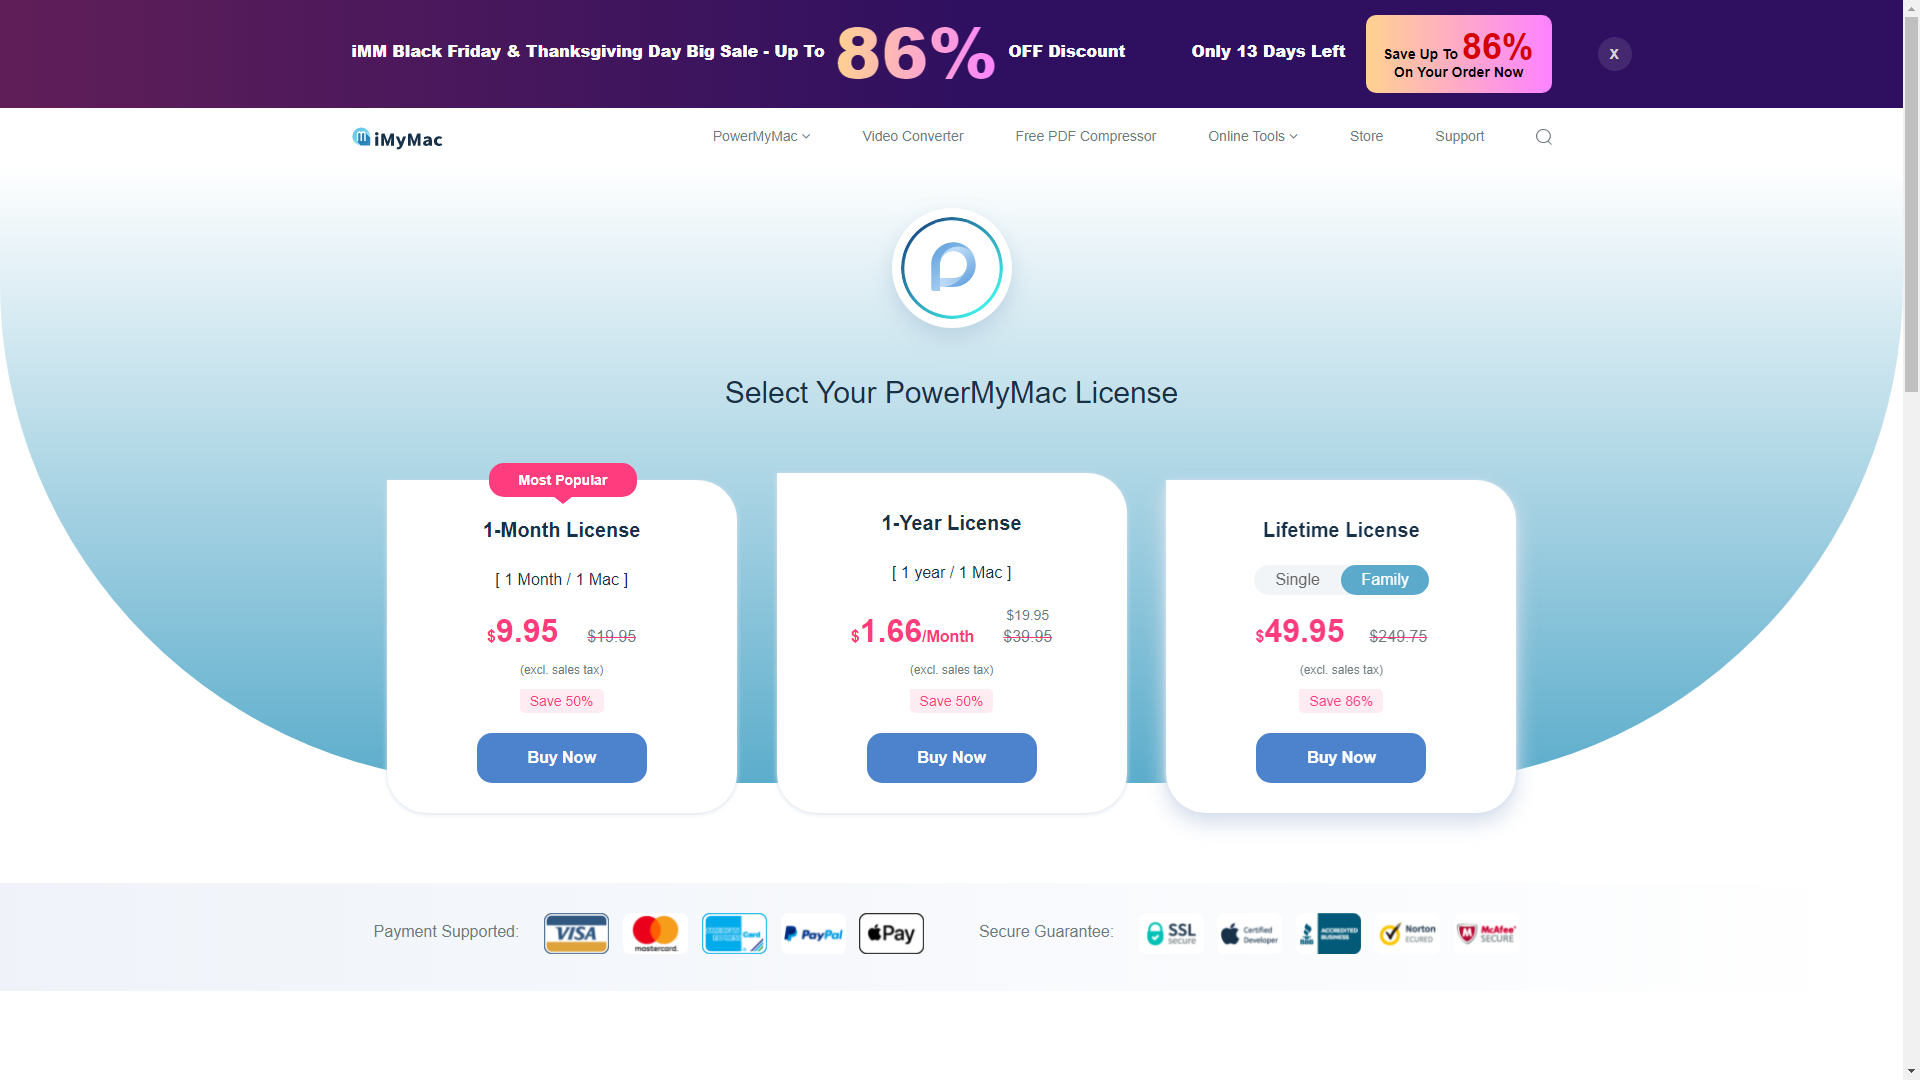 iMM Black Friday & Thanksgiving Day Big Sale - Up To 86% OFF Discount
Only 13 Days Left
Save Up To 86%
On Your Order Now
X
iMyMac
PowerMyMac
Video Converter
Free PDF Compressor
Online Tools
Store
Support
Select Your PowerMyMac License
Most Popular
1-Month License
[ 1 Month / 1 Mac ]
$9.95 $19.95
(excl. sales tax)
Save 50%
Buy Now
1-Year License
[ 1 year / 1 Mac ]
$19.95
$1.66/Month $39.95
(excl. sales tax)
Save 50%
Buy Now
Lifetime License
Single Family
$49.95 $249.75
(excl. sales tax)
Save 86%
Buy Now
Payment Supported:
VISA
mastercard
Card
PayPal
Pay
Secure Guarantee:
SSL
secure
Certified
Developer
BBB
ACCREDITED
BUSINESS
Norton
ECURED
McAfee
SECURE